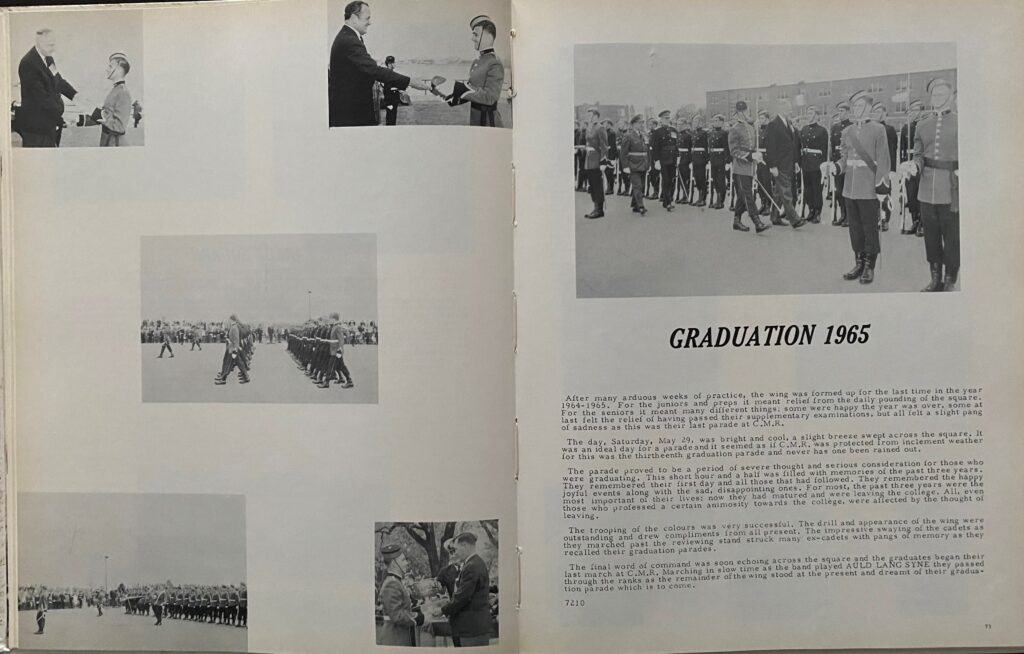 GRADUATION 1965
After many arduous weeks of practice, the wing was formed up for the last time in the year
1964-1965. For the juniors and preps it meant relief from the daily pounding of the square.
For the seniors it meant many different things; some were happy the year was over, some at
last felt the relief of having passed their supplementary examinations, but all felt a slight pang
of sadness as this was their last parade at C.M.R.
The day, Saturday, May 29, was bright and cool, a slight breeze swept across the square. It
was an ideal day for a parade and it seemed as if C.M.R. was protected from inclement weather
for this was the thirteenth graduation parade and never has one been rained out.
The parade proved to be a period of severe thought and serious consideration for those who
were graduating. This short hour and a half was filled with memories of the past three years.
They remembered their first day and all those that had followed. They remembered the happy
joyful events along with the sad, disappointing ones. For most, the past three years were the
most important of their lives; now they had matured and were leaving the college. All, even
those who professed a certain animosity towards the college, were affected by the thought of
leaving.
The trooping of the colours was very successful. The drill and appearance of the wing were
outstanding and drew compliments from all present. The impressive swaying of the cadets as
they marched past the reviewing stand struck many ex-cadets with pangs of memory as they
recalled their graduation parades.
The final word of command was soon echoing across the square and the graduates began their
last march at C.M.R. Marching in slow time as the band played AULD LANG SYNE they passed
through the ranks as the remainder of the wing stood at the present and dreamt of their gradua-
tion parade which is to come.
7210